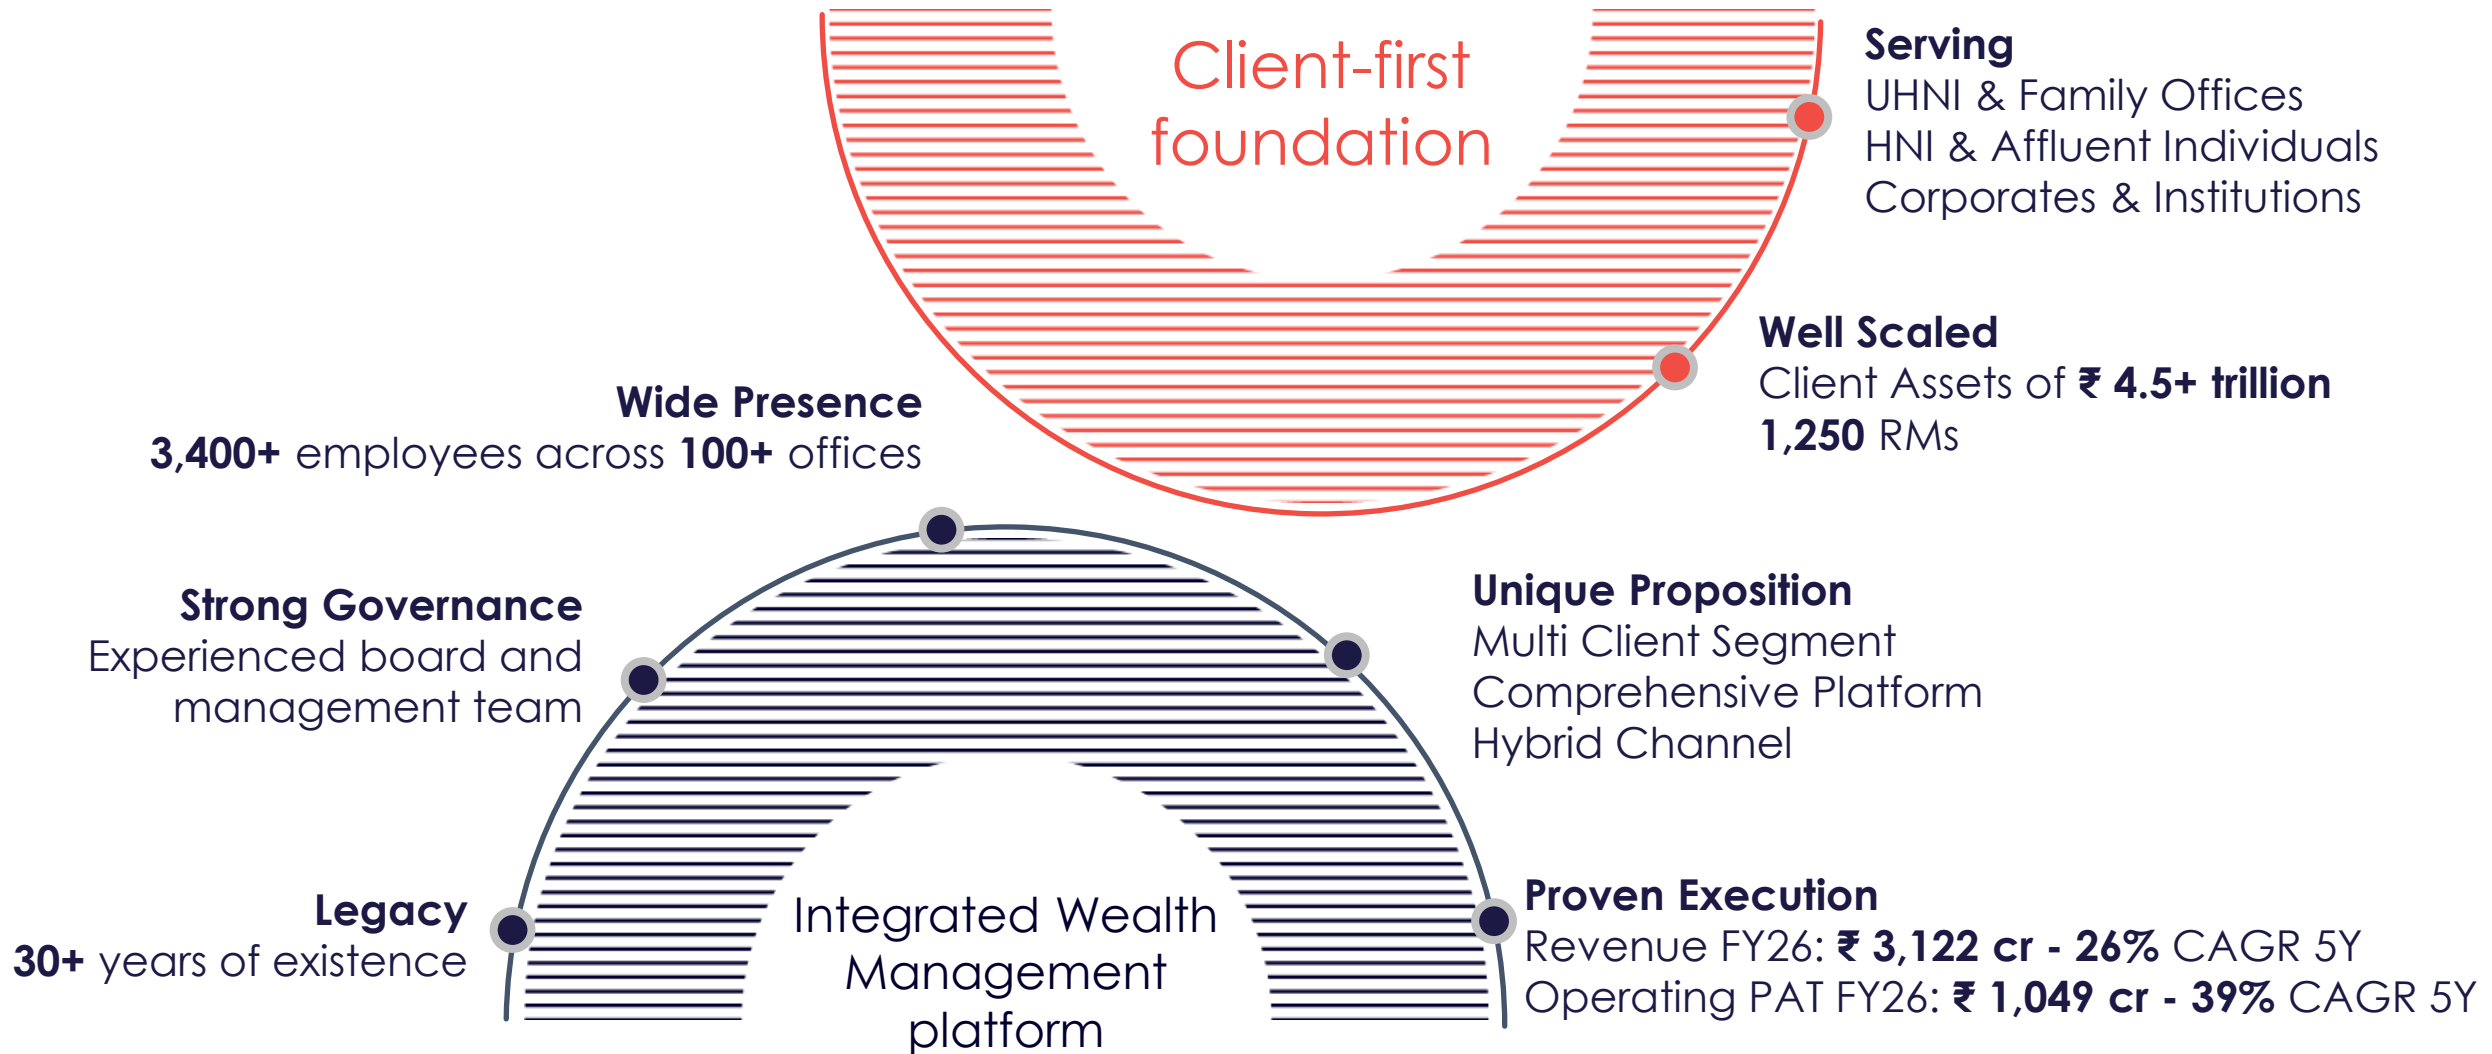 Client-first
foundation
Serving
UHNI & Family Offices
HNI & Affluent Individuals
Corporates & Institutions
Well Scaled
Client Assets of ₹ 4.5+ trillion
1,250 RMs
Wide Presence
3,400+ employees across 100+ offices
Strong Governance
Experienced board and
management team
Unique Proposition
Multi Client Segment
Comprehensive Platform
Hybrid Channel
Legacy
30+ years of existence
Integrated Wealth
Management
platform
Proven Execution
Revenue FY26: ₹ 3,122 cr - 26% CAGR 5Y
Operating PAT FY26: ₹ 1,049 cr - 39% CAGR 5Y